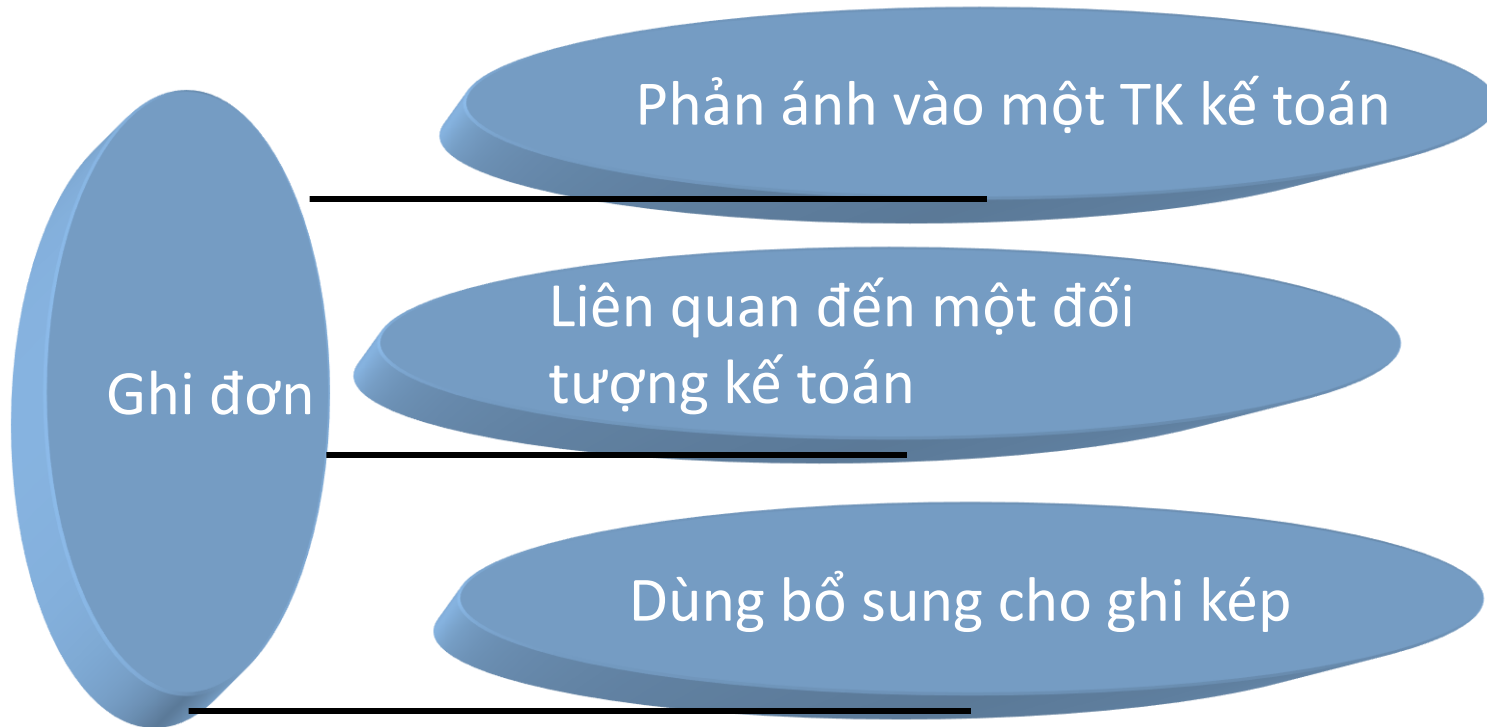 Phản ánh vào một TK kế toán
Liên quan đến một đối
tượng kế toán
Ghi đơn
Dùng bổ sung cho ghi kép